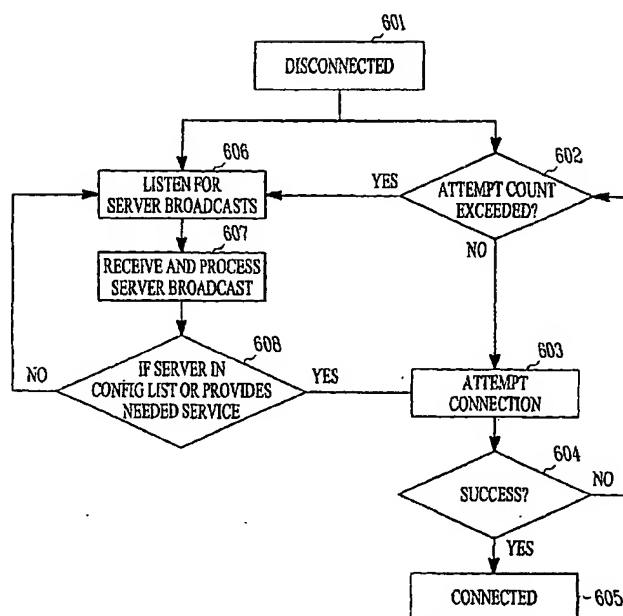 601
DISCONNECTED
606
LISTEN FOR
SERVER BROADCASTS
YES
602
ATTEMPT COUNT
EXCEEDED?
607
RECEIVE AND PROCESS
SERVER BROADCAST
NO
608
NO
IF SERVER IN
CONFIG LIST OR PROVIDES
NEEDED SERVICE
YES
603
ATTEMPT
CONNECTION
604
SUCCESS?
NO
YES
CONNECTED
605